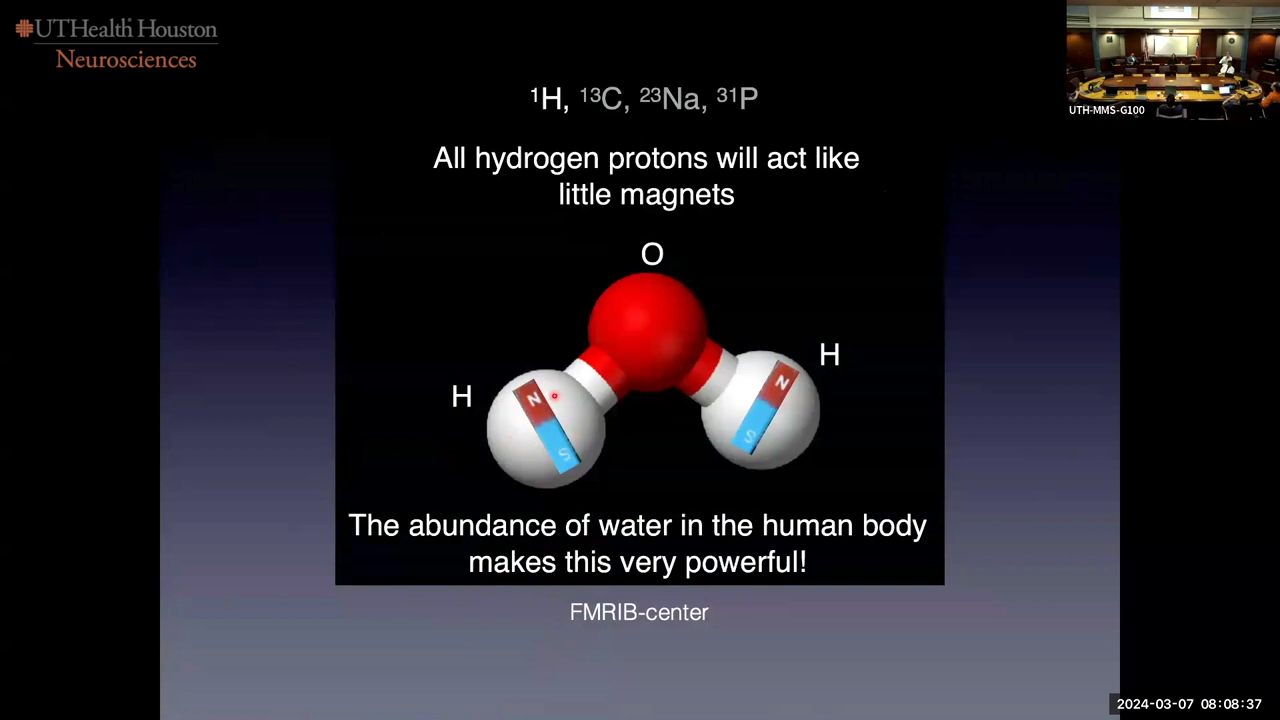 UTHealth Houston
Neurosciences
UTH-MMS-G100
¹H, ¹³C, ²³Na, ³¹P
All hydrogen protons will act like
little magnets
O
H
H
N
N
S
S
The abundance of water in the human body
makes this very powerful!
FMRIB-center
2024-03-07 08:08:37